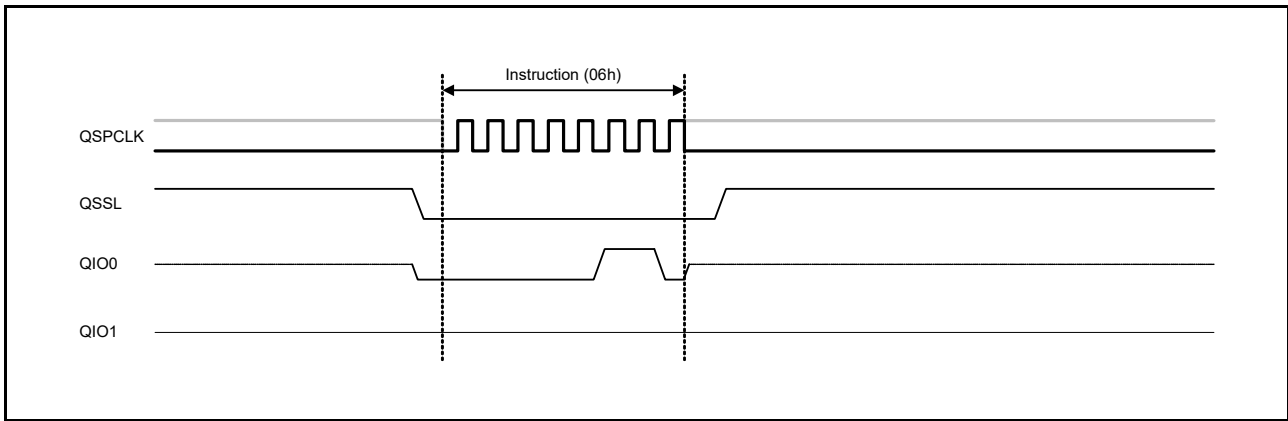 Instruction (06h)
QSPCLK
QSSL
QIO0
QIO1